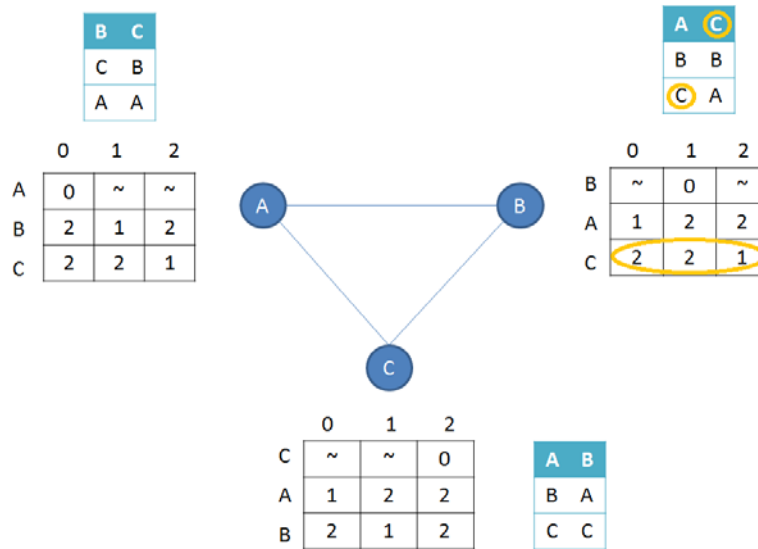 B C
C B
A A
A C
B B
C A
0 1 2
A 0 ~ ~
B 2 1 2
C 2 2 1
A
B
0 1 2
B ~ 0 ~
A 1 2 2
C 2 2 1
C
0 1 2
C ~ ~ 0
A 1 2 2
B 2 1 2
A B
B A
C C